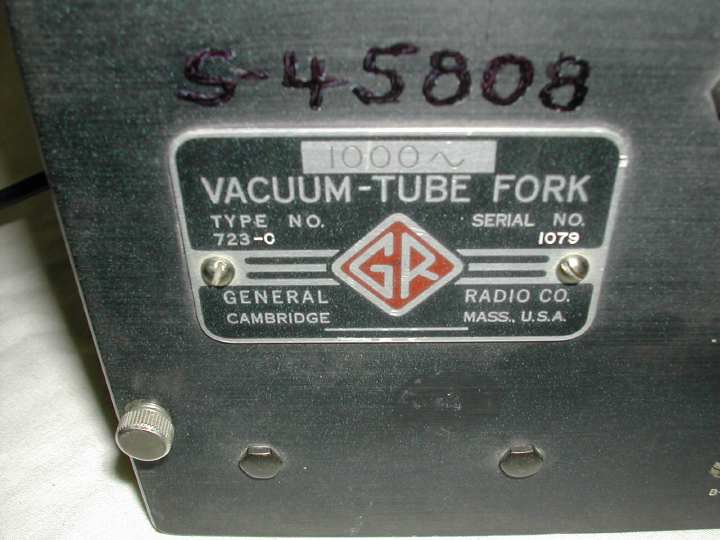 S-45808
1000~
VACUUM-TUBE FORK
TYPE NO. SERIAL NO.
723-C 1079
GR
GENERAL RADIO CO.
CAMBRIDGE MASS., U.S.A.